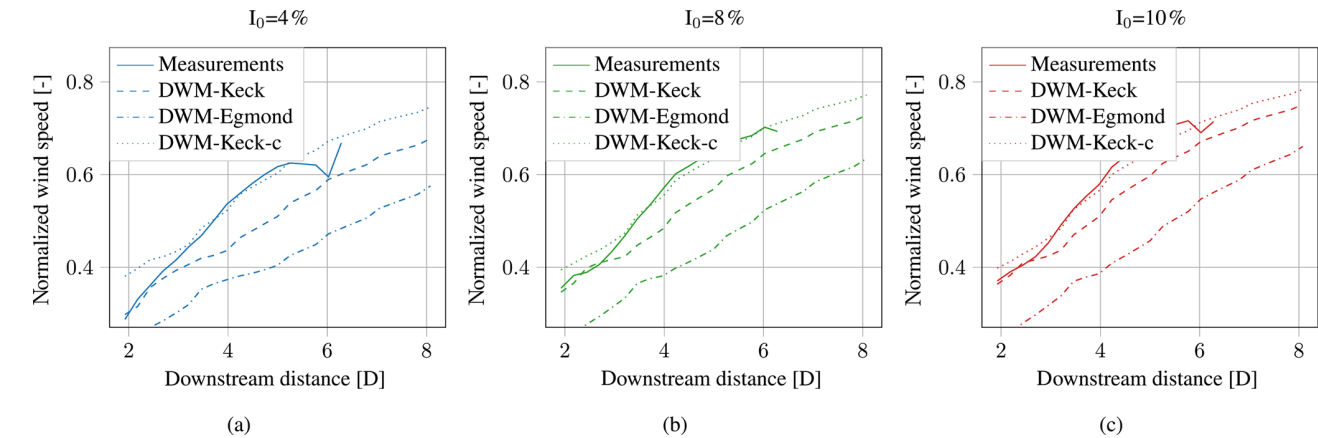 I0=4%
Normalized wind speed [-]
0.8
0.6
0.4
Measurements
DWM-Keck
DWM-Egmond
DWM-Keck-c
2 4 6 8
Downstream distance [D]
(a)
I0=8%
Normalized wind speed [-]
0.8
0.6
0.4
Measurements
DWM-Keck
DWM-Egmond
DWM-Keck-c
2 4 6 8
Downstream distance [D]
(b)
I0=10%
Normalized wind speed [-]
0.8
0.6
0.4
Measurements
DWM-Keck
DWM-Egmond
DWM-Keck-c
2 4 6 8
Downstream distance [D]
(c)